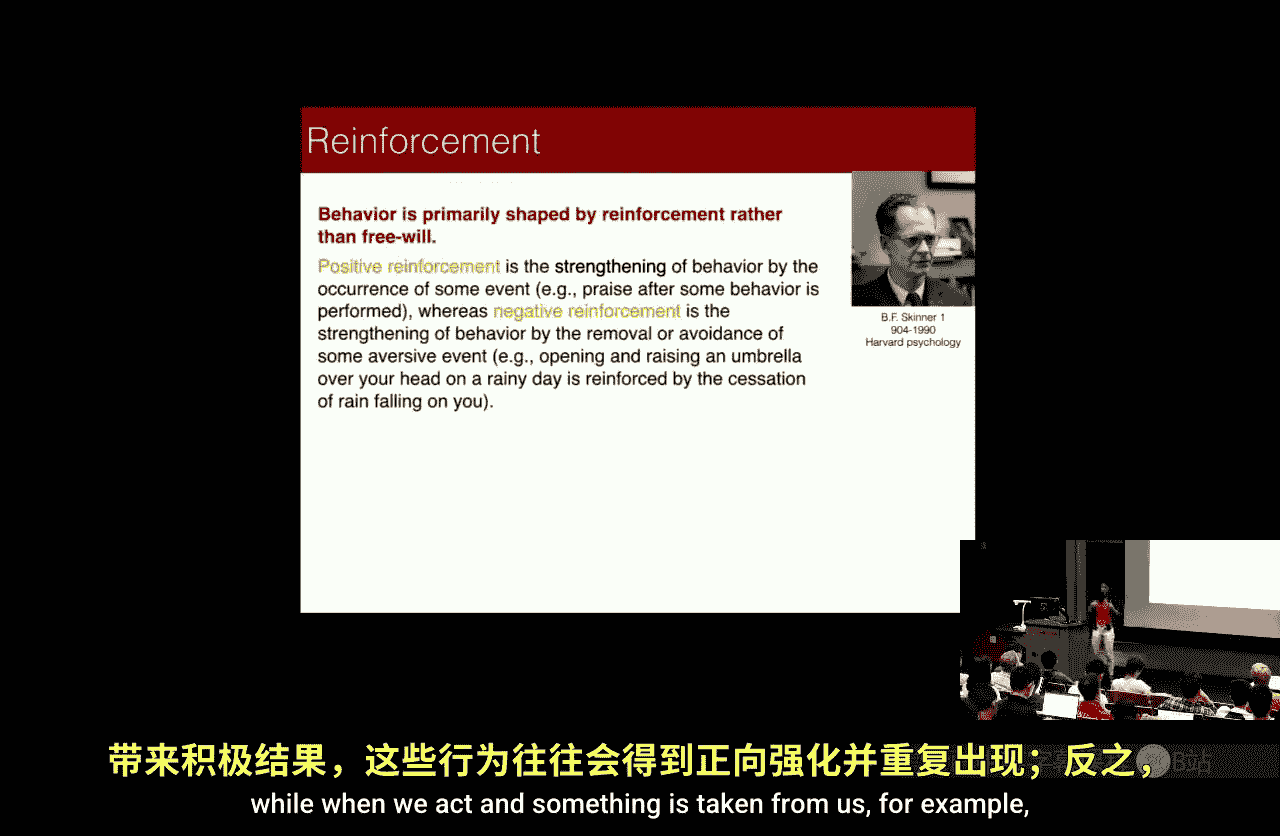 Reinforcement
Behavior is primarily shaped by reinforcement rather
than free-will.
Positive reinforcement is the strengthening of behavior by the
occurrence of some event (e.g., praise after some behavior is
performed), whereas negative reinforcement is the
strengthening of behavior by the removal or avoidance of
some aversive event (e.g., opening and raising an umbrella
over your head on a rainy day is reinforced by the cessation
of rain falling on you).
B.F. Skinner 1
904-1990
Harvard psychology
带来积极结果，这些行为往往会得到正向强化并重复出现；反之，
B站
while when we act and something is taken from us, for example,